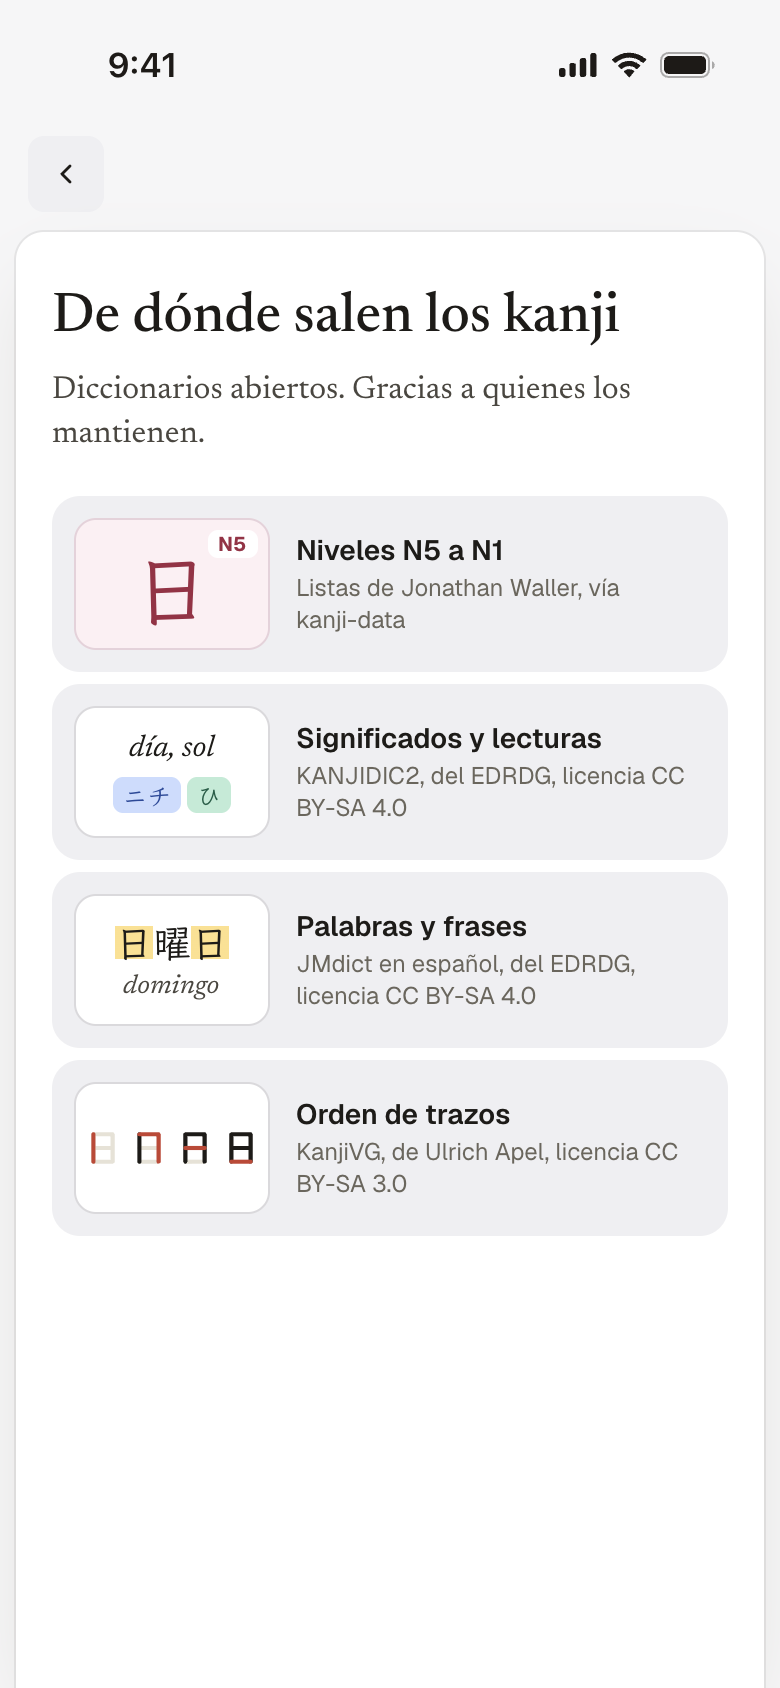 9:41
De dónde salen los kanji
Diccionarios abiertos. Gracias a quienes los
mantienen.
N5
日
Niveles N5 a N1
Listas de Jonathan Waller, vía
kanji-data
día, sol
ニチ ひ
Significados y lecturas
KANJIDIC2, del EDRDG, licencia CC
BY-SA 4.0
日曜日
domingo
Palabras y frases
JMdict en español, del EDRDG,
licencia CC BY-SA 4.0
Orden de trazos
KanjiVG, de Ulrich Apel, licencia CC
BY-SA 3.0